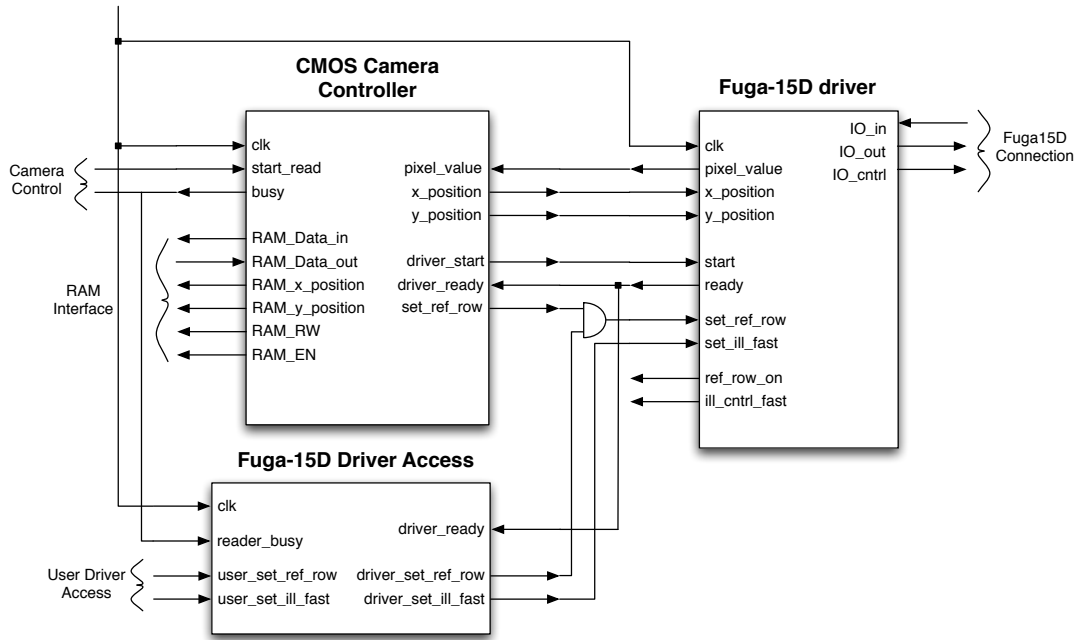 CMOS Camera
Controller
Fuga-15D driver
clk
start_read
busy
RAM_Data_in
RAM_Data_out
RAM_x_position
RAM_y_position
RAM_RW
RAM_EN
pixel_value
x_position
y_position
driver_start
driver_ready
set_ref_row
Camera
Control
RAM
Interface
clk
pixel_value
x_position
y_position
start
ready
set_ref_row
set_ill_fast
ref_row_on
ill_cntrl_fast
IO_in
IO_out
IO_cntrl
Fuga15D
Connection
Fuga-15D Driver Access
clk
reader_busy
user_set_ref_row
user_set_ill_fast
driver_ready
driver_set_ref_row
driver_set_ill_fast
User Driver
Access